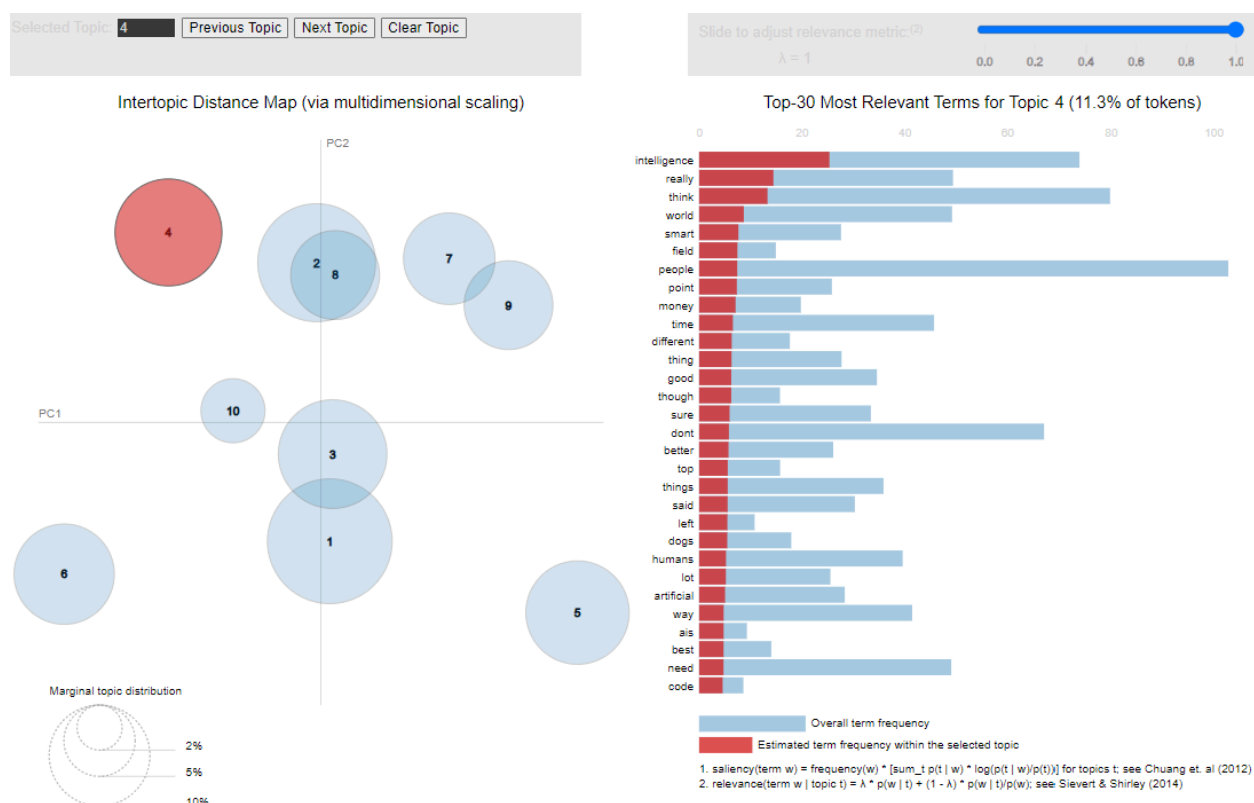 Selected Topic: 4 Previous Topic Next Topic Clear Topic
Slide to adjust relevance metric:(2)
λ = 1
0.0 0.2 0.4 0.6 0.8 1.0
Intertopic Distance Map (via multidimensional scaling)
PC2
PC1
4
2
8
7
9
10
3
1
6
5
Marginal topic distribution
2%
5%
10%
Top-30 Most Relevant Terms for Topic 4 (11.3% of tokens)
0 20 40 60 80 100
intelligence
really
think
world
smart
field
people
point
money
time
different
thing
good
though
sure
dont
better
top
things
said
left
dogs
humans
lot
artificial
way
ais
best
need
code
Overall term frequency
Estimated term frequency within the selected topic
1. saliency(term w) = frequency(w) * [sum_t p(t | w) * log(p(t | w)/p(t))] for topics t; see Chuang et. al (2012)
2. relevance(term w | topic t) = λ * p(w | t) + (1 - λ) * p(w | t)/p(w); see Sievert & Shirley (2014)